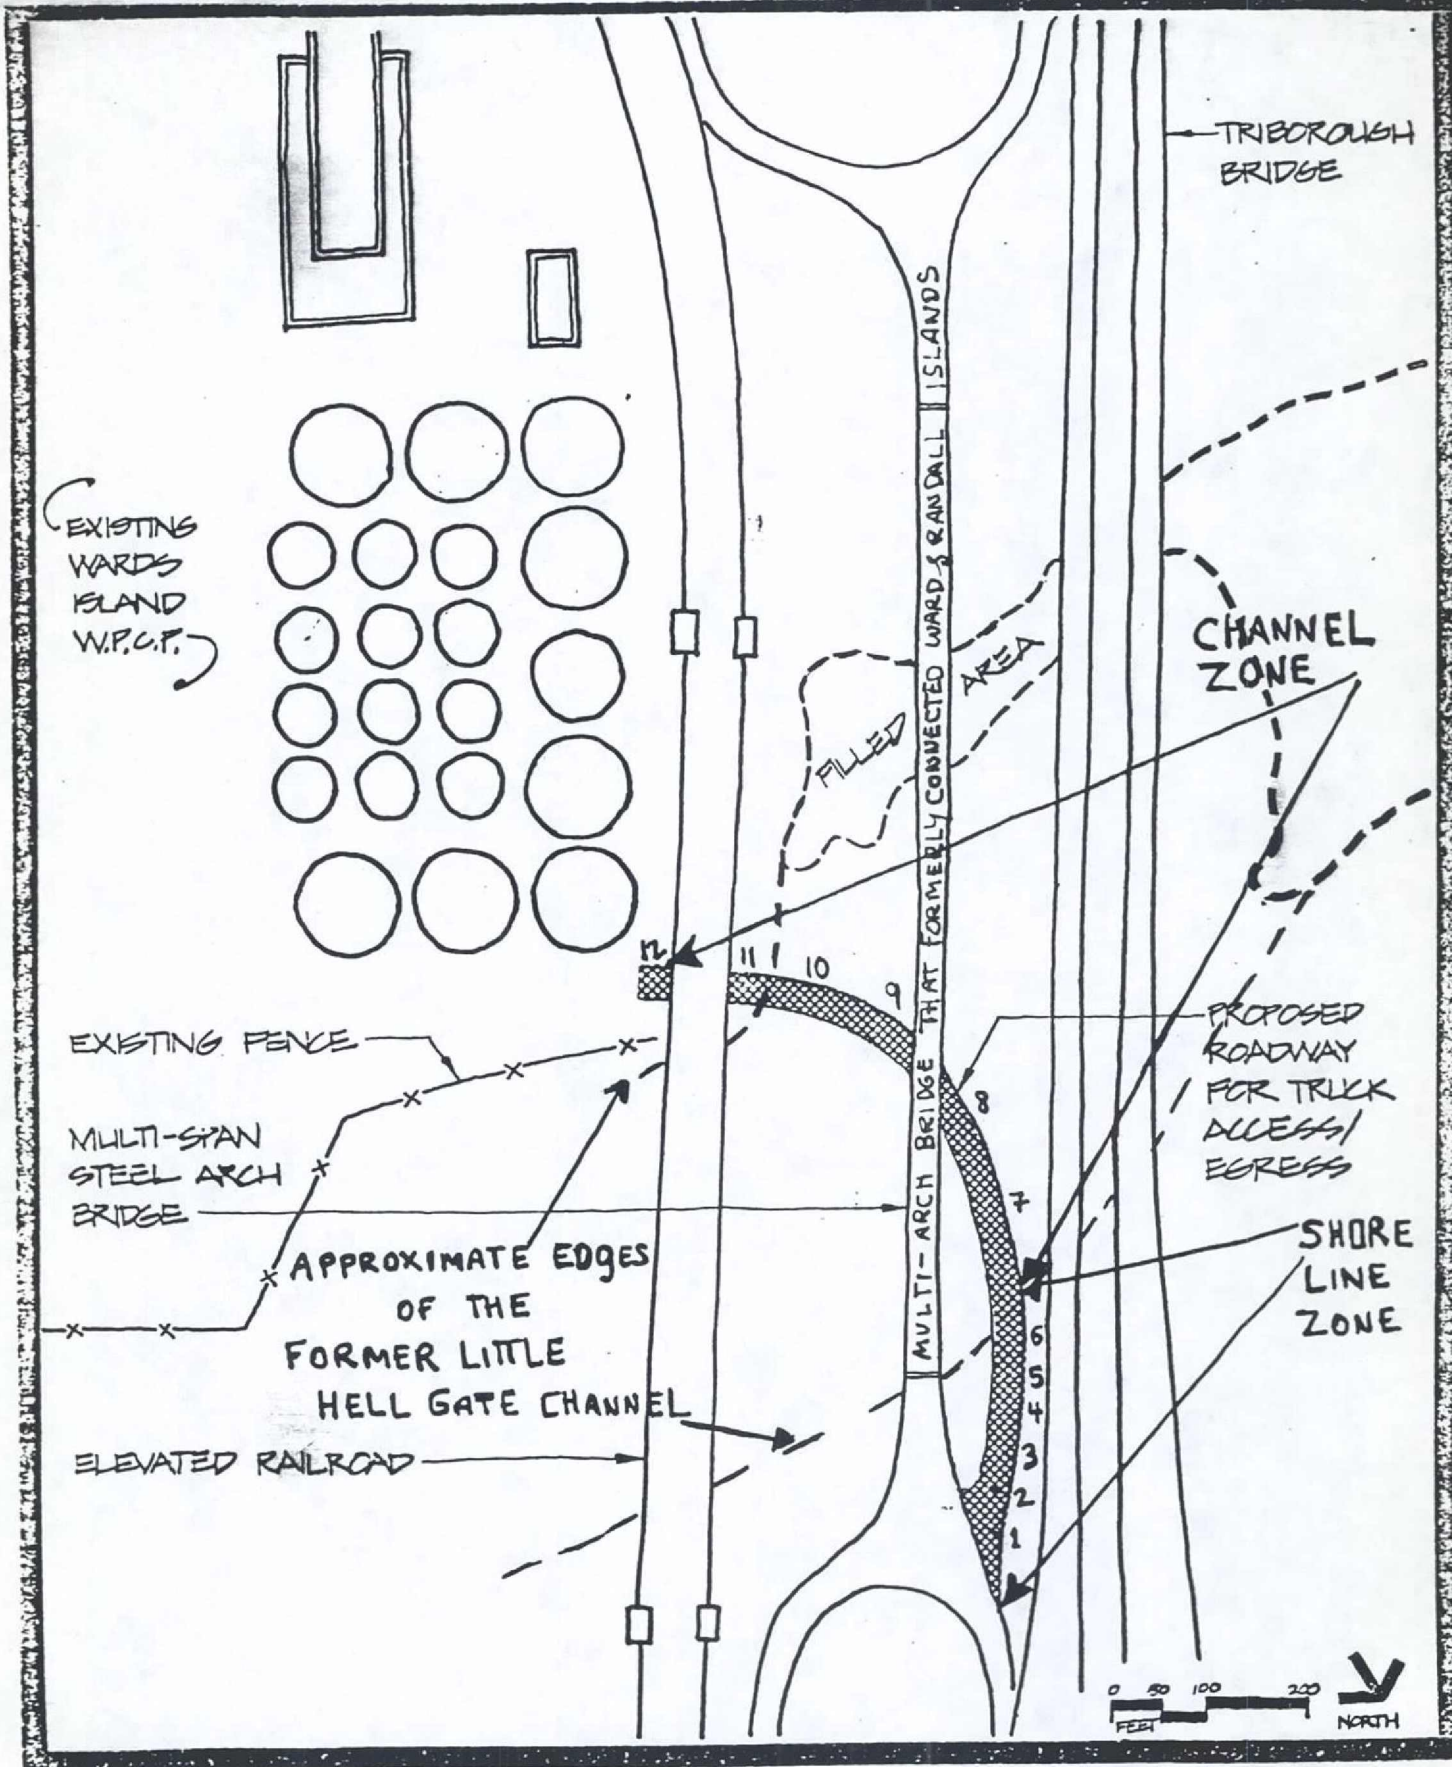 TRIBOROUGH
BRIDGE
EXISTING
WARDS
ISLAND
W.P.C.P.
CHANNEL
ZONE
FILLED
AREA
MULTI-ARCH BRIDGE THAT FORMERLY CONNECTED WARD & RANDALL ISLANDS
12
11
10
9
8
7
6
5
4
3
2
1
EXISTING FENCE
PROPOSED
ROADWAY
FOR TRUCK
ACCESS/
EGRESS
MULTI-SPAN
STEEL ARCH
BRIDGE
APPROXIMATE EDGES
OF THE
FORMER LITTLE
HELL GATE CHANNEL
SHORE
LINE
ZONE
ELEVATED RAILROAD
0 50 100 200
FEET
NORTH